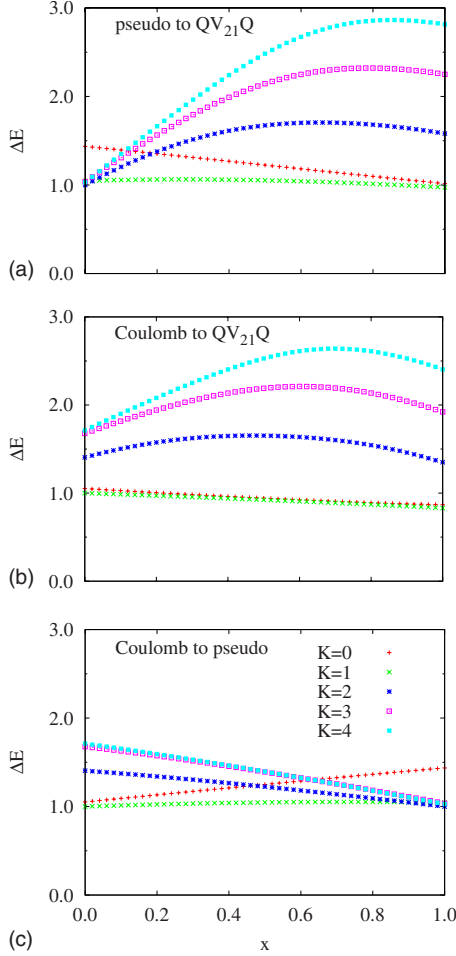 3.0
pseudo to QV₂₁Q
2.0
ΔE
1.0
0.0
(a)
3.0
Coulomb to QV₂₁Q
2.0
ΔE
1.0
0.0
(b)
3.0
Coulomb to pseudo
K=0
K=1
2.0
K=2
K=3
ΔE
K=4
1.0
0.0
0.0 0.2 0.4 0.6 0.8 1.0
(c)
x